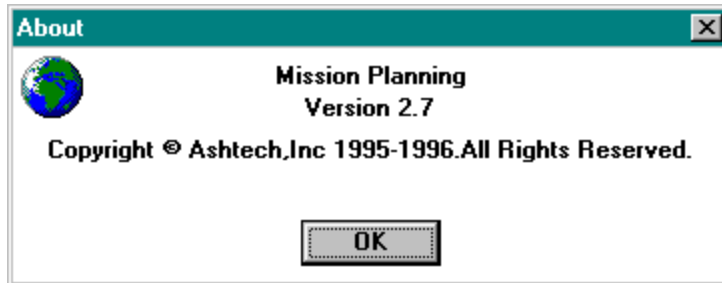 About
Mission Planning
Version 2.7
Copyright © Ashtech,Inc 1995-1996.All Rights Reserved.
OK